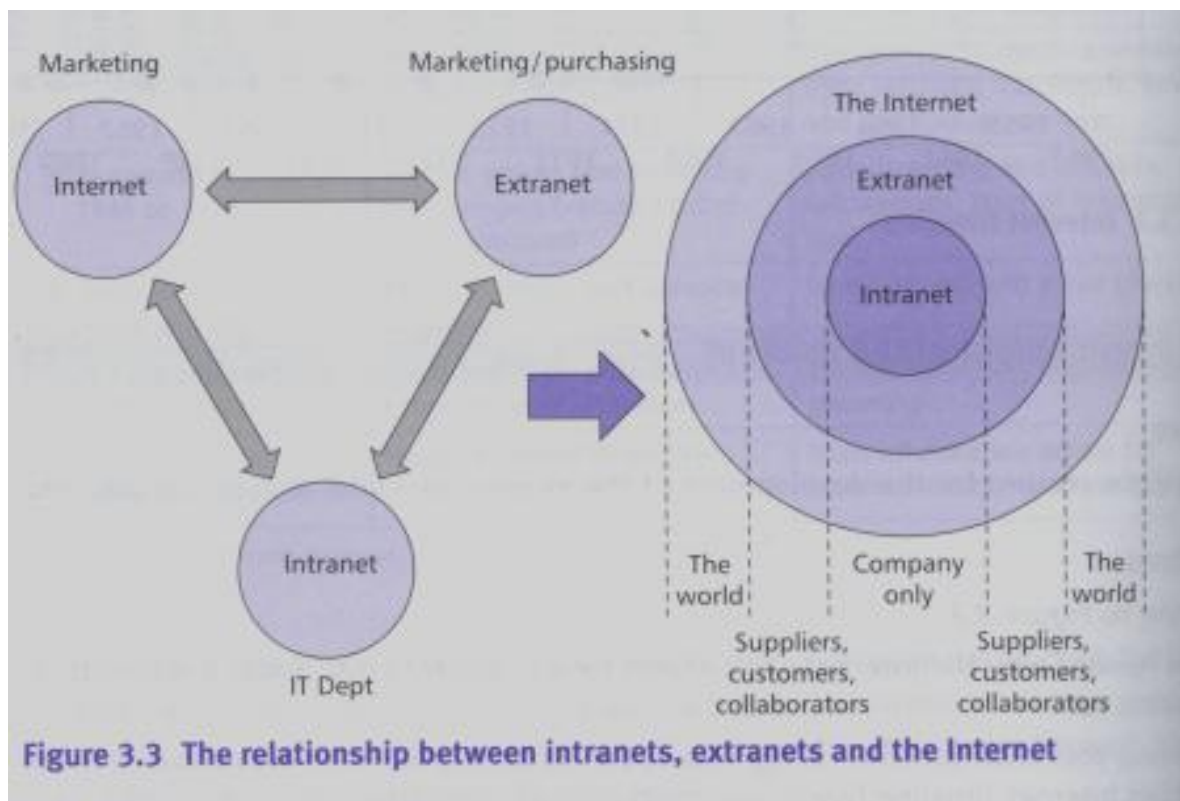 Marketing
Marketing/purchasing
Internet
Extranet
Intranet
IT Dept
The Internet
Extranet
Intranet
The
world
Company
only
The
world
Suppliers,
customers,
collaborators
Suppliers,
customers,
collaborators
Figure 3.3 The relationship between intranets, extranets and the Internet